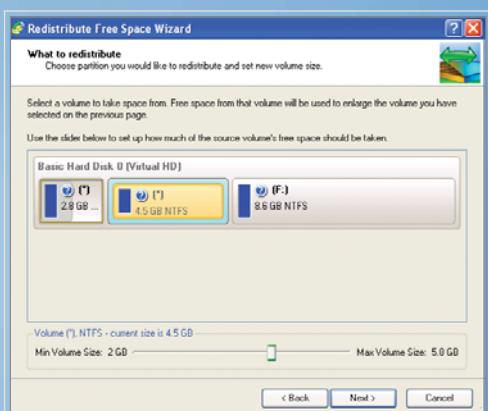 Redistribute Free Space Wizard
What to redistribute
Choose partition you would like to redistribute and set new volume size.
Select a volume to take space from. Free space from that volume will be used to enlarge the volume you have
selected on the previous page.
Use the slider below to set up how much of the source volume's free space should be taken.
Basic Hard Disk 0 (Virtual HD)
(*)
2.8 GB ...
(*)
4.5 GB NTFS
(F:)
8.6 GB NTFS
Volume (*), NTFS - current size is 4.5 GB
Min Volume Size: 2 GB
Max Volume Size: 5.0 GB
< Back
Next >
Cancel